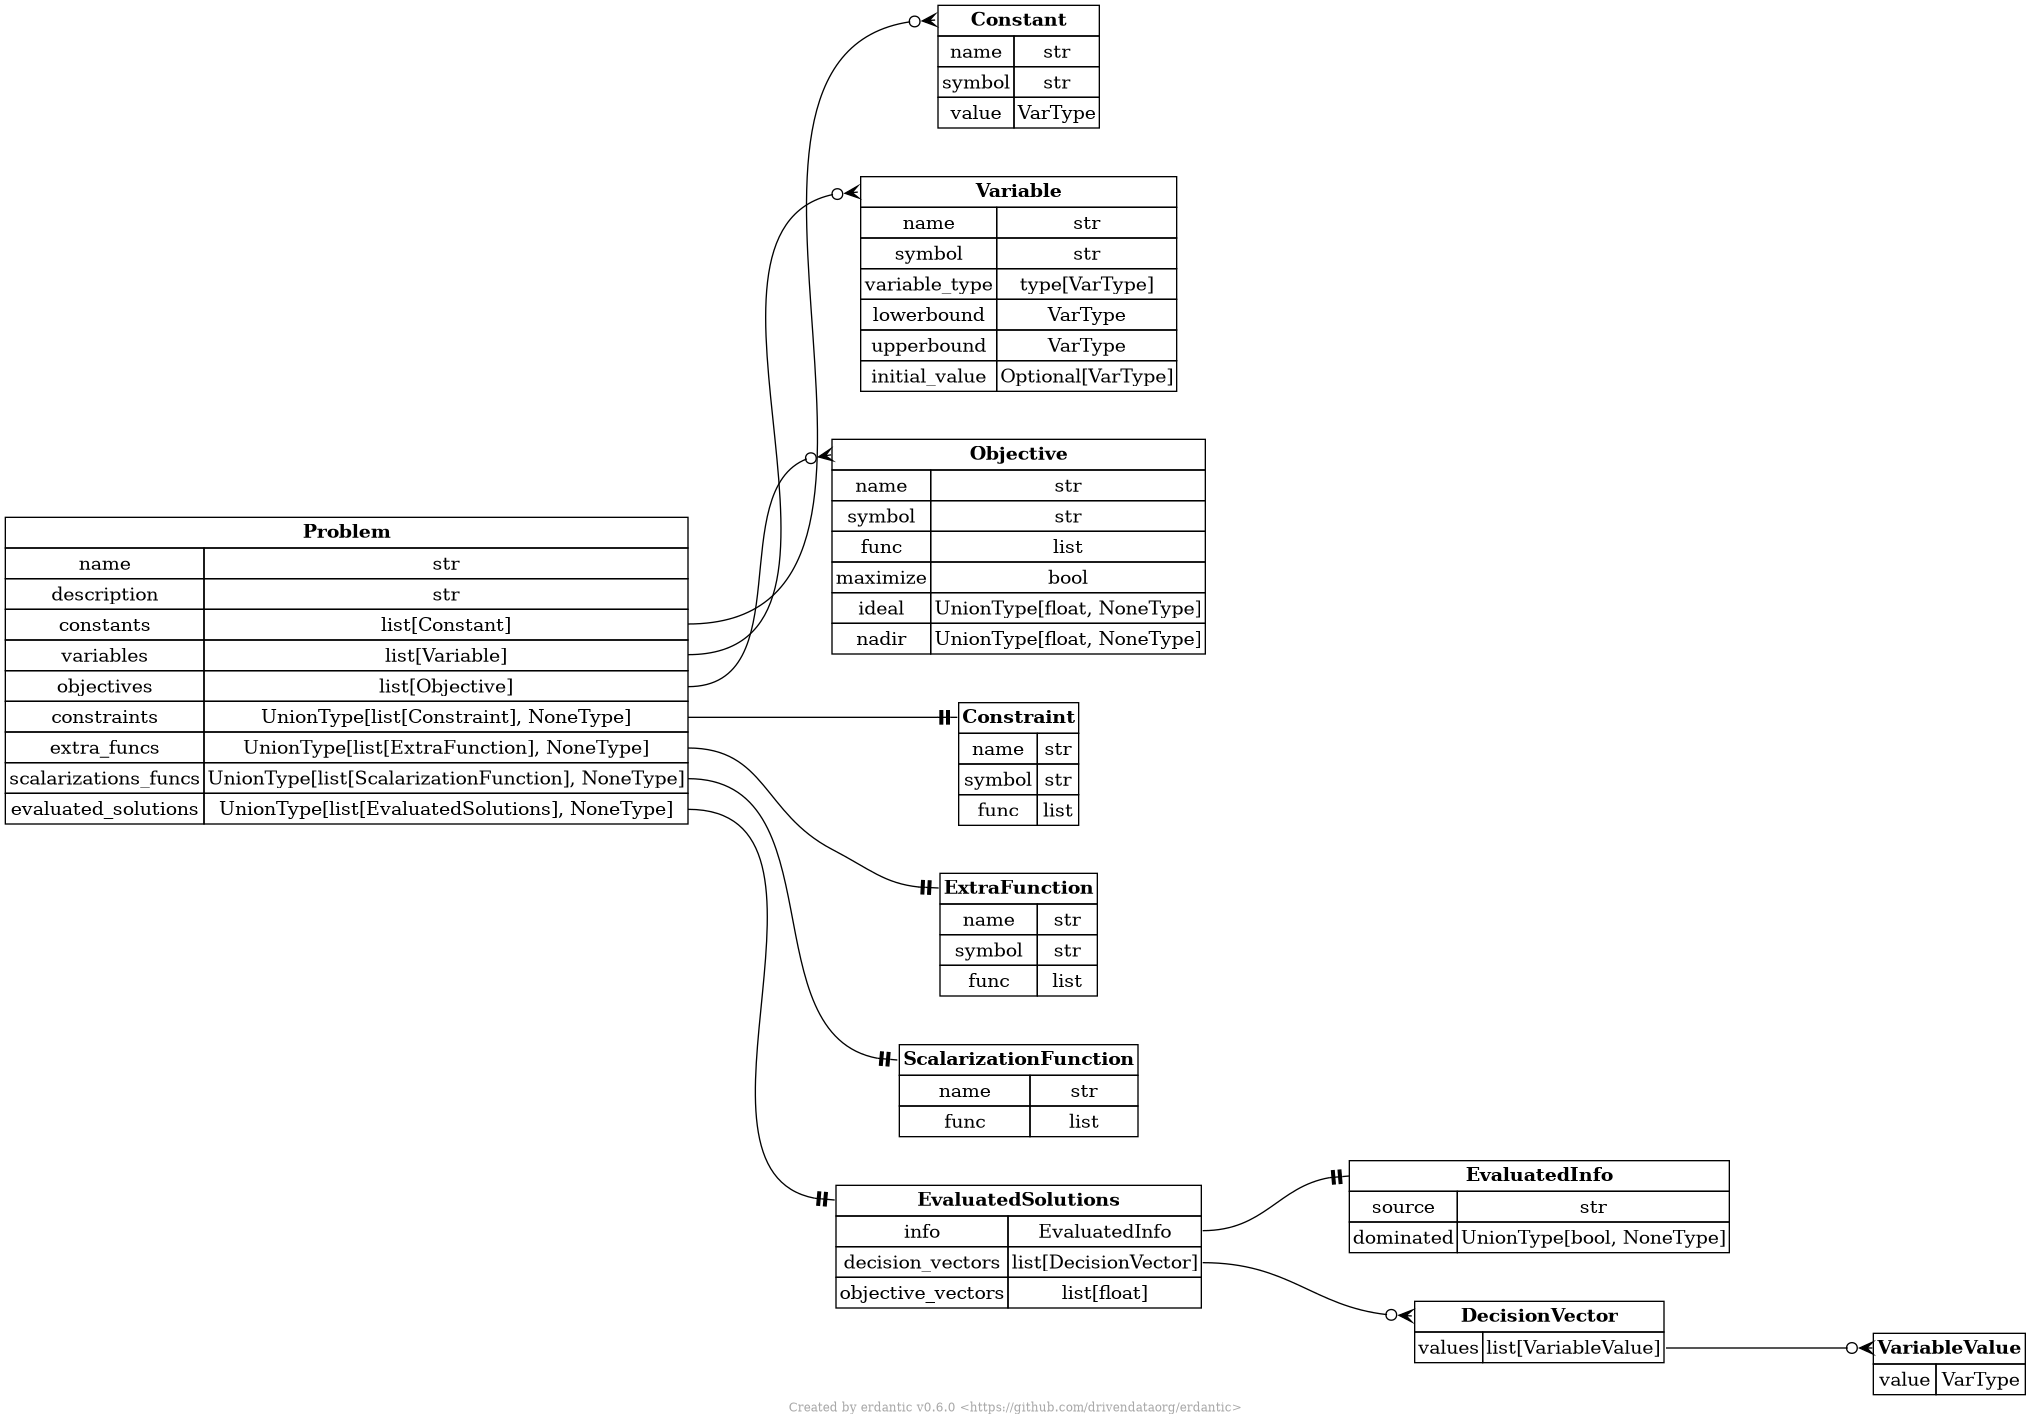 Constant
name str
symbol str
value VarType
Variable
name str
symbol str
variable_type type[VarType]
lowerbound VarType
upperbound VarType
initial_value Optional[VarType]
Objective
name str
symbol str
func list
maximize bool
ideal UnionType[float, NoneType]
nadir UnionType[float, NoneType]
Problem
name str
description str
constants list[Constant]
variables list[Variable]
objectives list[Objective]
constraints UnionType[list[Constraint], NoneType]
extra_funcs UnionType[list[ExtraFunction], NoneType]
scalarizations_funcs UnionType[list[ScalarizationFunction], NoneType]
evaluated_solutions UnionType[list[EvaluatedSolutions], NoneType]
Constraint
name str
symbol str
func list
ExtraFunction
name str
symbol str
func list
ScalarizationFunction
name str
func list
EvaluatedSolutions
info EvaluatedInfo
decision_vectors list[DecisionVector]
objective_vectors list[float]
EvaluatedInfo
source str
dominated UnionType[bool, NoneType]
DecisionVector
values list[VariableValue]
VariableValue
value VarType
Created by erdantic v0.6.0 <https://github.com/drivendataorg/erdantic>